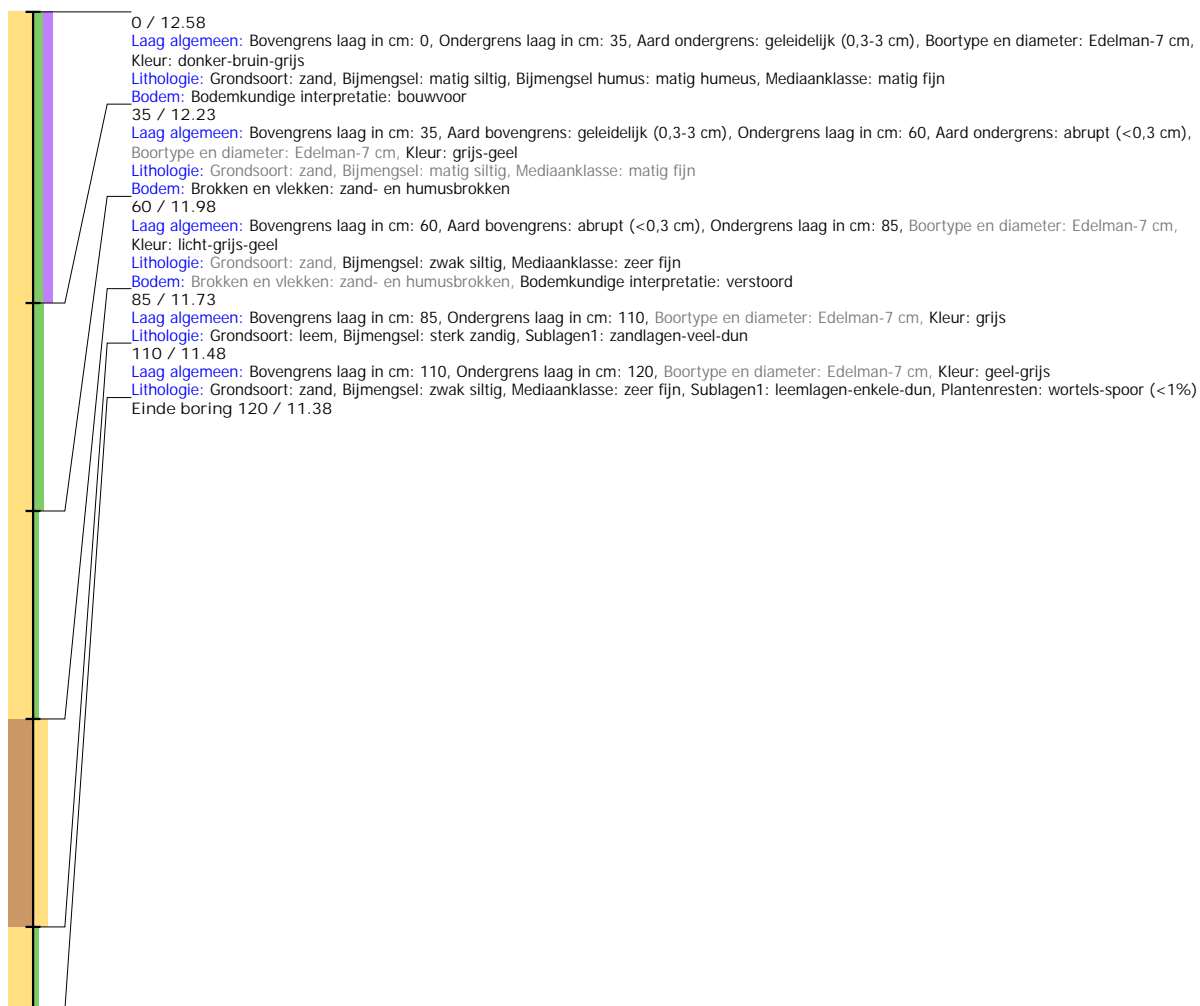 0 / 12.58
Laag algemeen: Bovengrens laag in cm: 0, Ondergrens laag in cm: 35, Aard ondergrens: geleidelijk (0,3-3 cm), Boortype en diameter: Edelman-7 cm,
Kleur: donker-bruin-grijs
Lithologie: Grondsoort: zand, Bijmengsel: matig siltig, Bijmengsel humus: matig humeus, Mediaanklasse: matig fijn
Bodem: Bodemkundige interpretatie: bouwvoor
35 / 12.23
Laag algemeen: Bovengrens laag in cm: 35, Aard bovengrens: geleidelijk (0,3-3 cm), Ondergrens laag in cm: 60, Aard ondergrens: abrupt (<0,3 cm),
Boortype en diameter: Edelman-7 cm, Kleur: grijs-geel
Lithologie: Grondsoort: zand, Bijmengsel: matig siltig, Mediaanklasse: matig fijn
Bodem: Brokken en vlekken: zand- en humusbrokken
60 / 11.98
Laag algemeen: Bovengrens laag in cm: 60, Aard bovengrens: abrupt (<0,3 cm), Ondergrens laag in cm: 85, Boortype en diameter: Edelman-7 cm,
Kleur: licht-grijs-geel
Lithologie: Grondsoort: zand, Bijmengsel: zwak siltig, Mediaanklasse: zeer fijn
Bodem: Brokken en vlekken: zand- en humusbrokken, Bodemkundige interpretatie: verstoord
85 / 11.73
Laag algemeen: Bovengrens laag in cm: 85, Ondergrens laag in cm: 110, Boortype en diameter: Edelman-7 cm, Kleur: grijs
Lithologie: Grondsoort: leem, Bijmengsel: sterk zandig, Sublagen1: zandlagen-veel-dun
110 / 11.48
Laag algemeen: Bovengrens laag in cm: 110, Ondergrens laag in cm: 120, Boortype en diameter: Edelman-7 cm, Kleur: geel-grijs
Lithologie: Grondsoort: zand, Bijmengsel: zwak siltig, Mediaanklasse: zeer fijn, Sublagen1: leemlagen-enkele-dun, Plantenresten: wortels-spoor (<1%)
Einde boring 120 / 11.38